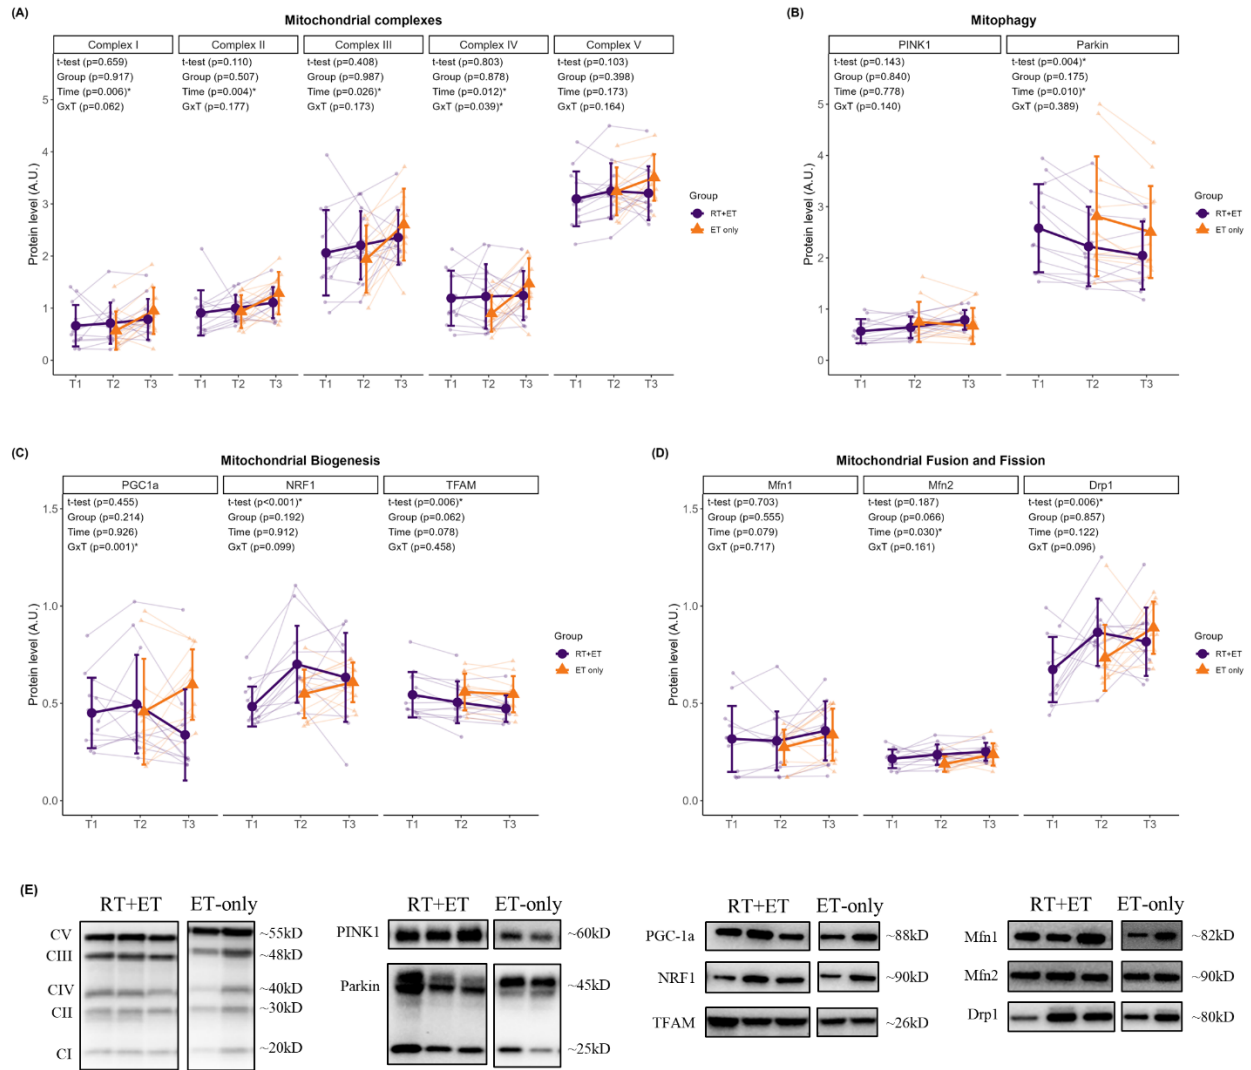 (A)
Mitochondrial complexes
Complex I
Complex II
Complex III
Complex IV
Complex V
t-test (p=0.659)
Group (p=0.917)
Time (p=0.006)*
GxT (p=0.062)
t-test (p=0.110)
Group (p=0.507)
Time (p=0.004)*
GxT (p=0.177)
t-test (p=0.408)
Group (p=0.987)
Time (p=0.026)*
GxT (p=0.173)
t-test (p=0.803)
Group (p=0.878)
Time (p=0.012)*
GxT (p=0.039)*
t-test (p=0.103)
Group (p=0.398)
Time (p=0.173)
GxT (p=0.164)
Protein level (A.U.)
5
4
3
2
1
0
T1 T2 T3
T1 T2 T3
T1 T2 T3
T1 T2 T3
T1 T2 T3
Group
RT+ET
ET only
(B)
Mitophagy
PINK1
Parkin
t-test (p=0.143)
Group (p=0.840)
Time (p=0.778)
GxT (p=0.140)
t-test (p=0.004)*
Group (p=0.175)
Time (p=0.010)*
GxT (p=0.389)
Protein level (A.U.)
5
4
3
2
1
0
T1 T2 T3
T1 T2 T3
Group
RT+ET
ET only
(C)
Mitochondrial Biogenesis
PGC1a
NRF1
TFAM
t-test (p=0.455)
Group (p=0.214)
Time (p=0.926)
GxT (p=0.001)*
t-test (p<0.001)*
Group (p=0.192)
Time (p=0.912)
GxT (p=0.099)
t-test (p=0.006)*
Group (p=0.062)
Time (p=0.078)
GxT (p=0.458)
Protein level (A.U.)
1.5
1.0
0.5
0.0
T1 T2 T3
T1 T2 T3
T1 T2 T3
Group
RT+ET
ET only
(D)
Mitochondrial Fusion and Fission
Mfn1
Mfn2
Drp1
t-test (p=0.703)
Group (p=0.555)
Time (p=0.079)
GxT (p=0.717)
t-test (p=0.187)
Group (p=0.066)
Time (p=0.030)*
GxT (p=0.161)
t-test (p=0.006)*
Group (p=0.857)
Time (p=0.122)
GxT (p=0.096)
Protein level (A.U.)
1.5
1.0
0.5
0.0
T1 T2 T3
T1 T2 T3
T1 T2 T3
Group
RT+ET
ET only
(E)
RT+ET ET-only
CV ~55kD
CIII ~48kD
CIV ~40kD
CII ~30kD
CI ~20kD
RT+ET ET-only
PINK1 ~60kD
Parkin ~45kD
~25kD
RT+ET ET-only
PGC-1a ~88kD
NRF1 ~90kD
TFAM ~26kD
RT+ET ET-only
Mfn1 ~82kD
Mfn2 ~90kD
Drp1 ~80kD